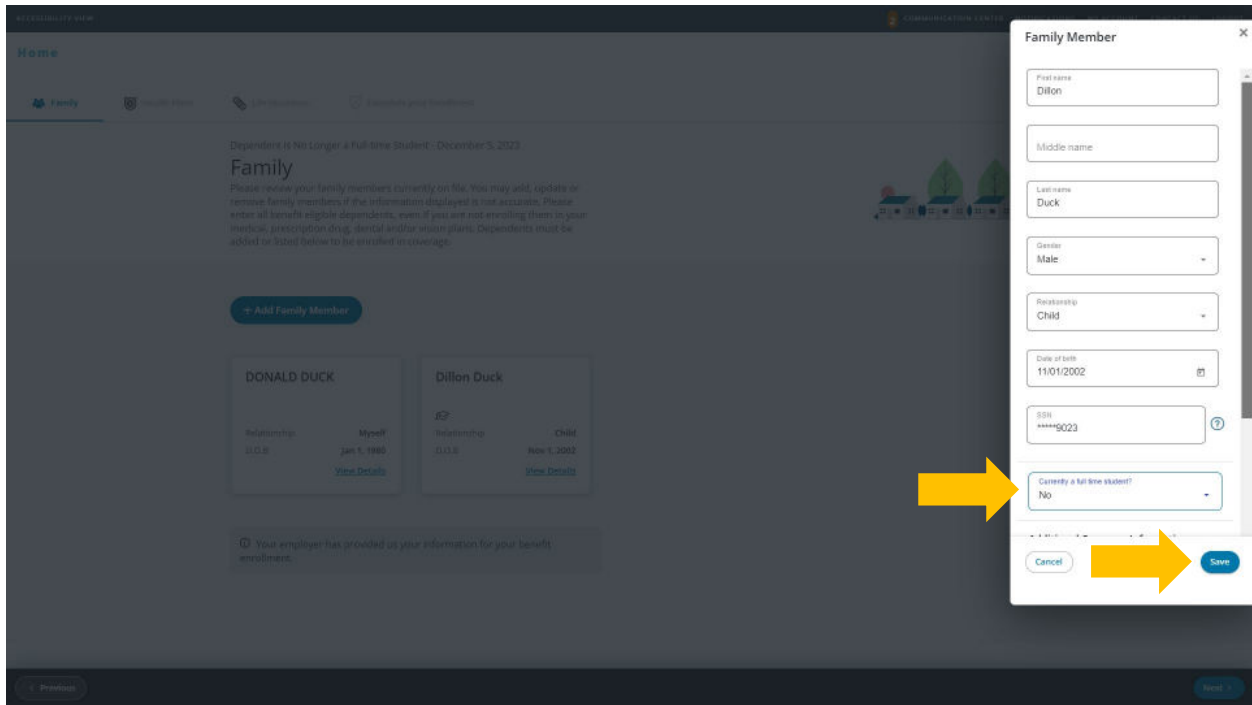 ACCESSIBILITY VIEW
2 COMMUNICATION CENTER
Home
Family
Complete your enrollment
Dependent is No Longer a Full-time Student - December 5, 2023
Family
Please review your family members currently on file. You may add, update or
remove family members if the information displayed is not accurate. Please
enter all benefit eligible dependents, even if you are not enrolling them in your
medical, prescription drug, dental and/or vision plans. Dependents must be
added or listed below to be enrolled in coverage.
+ Add Family Member
DONALD DUCK
Relationship Myself
D.O.B Jan 1, 1980
View Details
Dillon Duck
Relationship Child
D.O.B Nov 1, 2002
View Details
Your employer has provided us your information for your benefit
enrollment.
Previous
Next
Family Member
First name
Dillon
Middle name
Last name
Duck
Gender
Male
Relationship
Child
Date of birth
11/01/2002
SSN
*****9023
Currently a full time student?
No
Cancel
Save